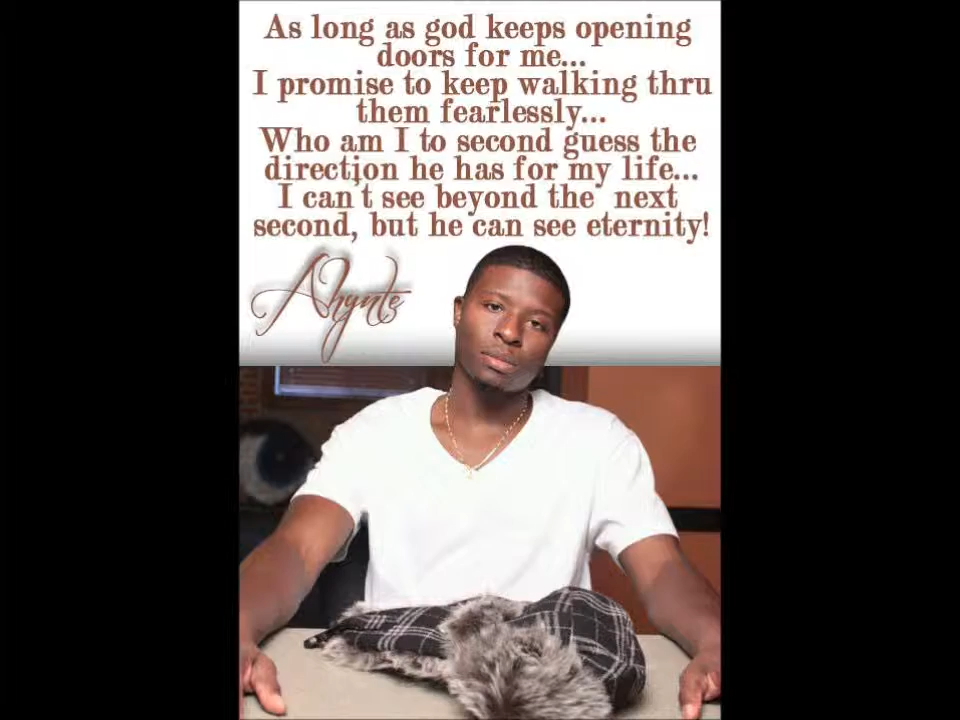 As long as god keeps opening
doors for me...
I promise to keep walking thru
them fearlessly...
Who am I to second guess the
direction he has for my life...
I can't see beyond the next
second, but he can see eternity!
Ahynte